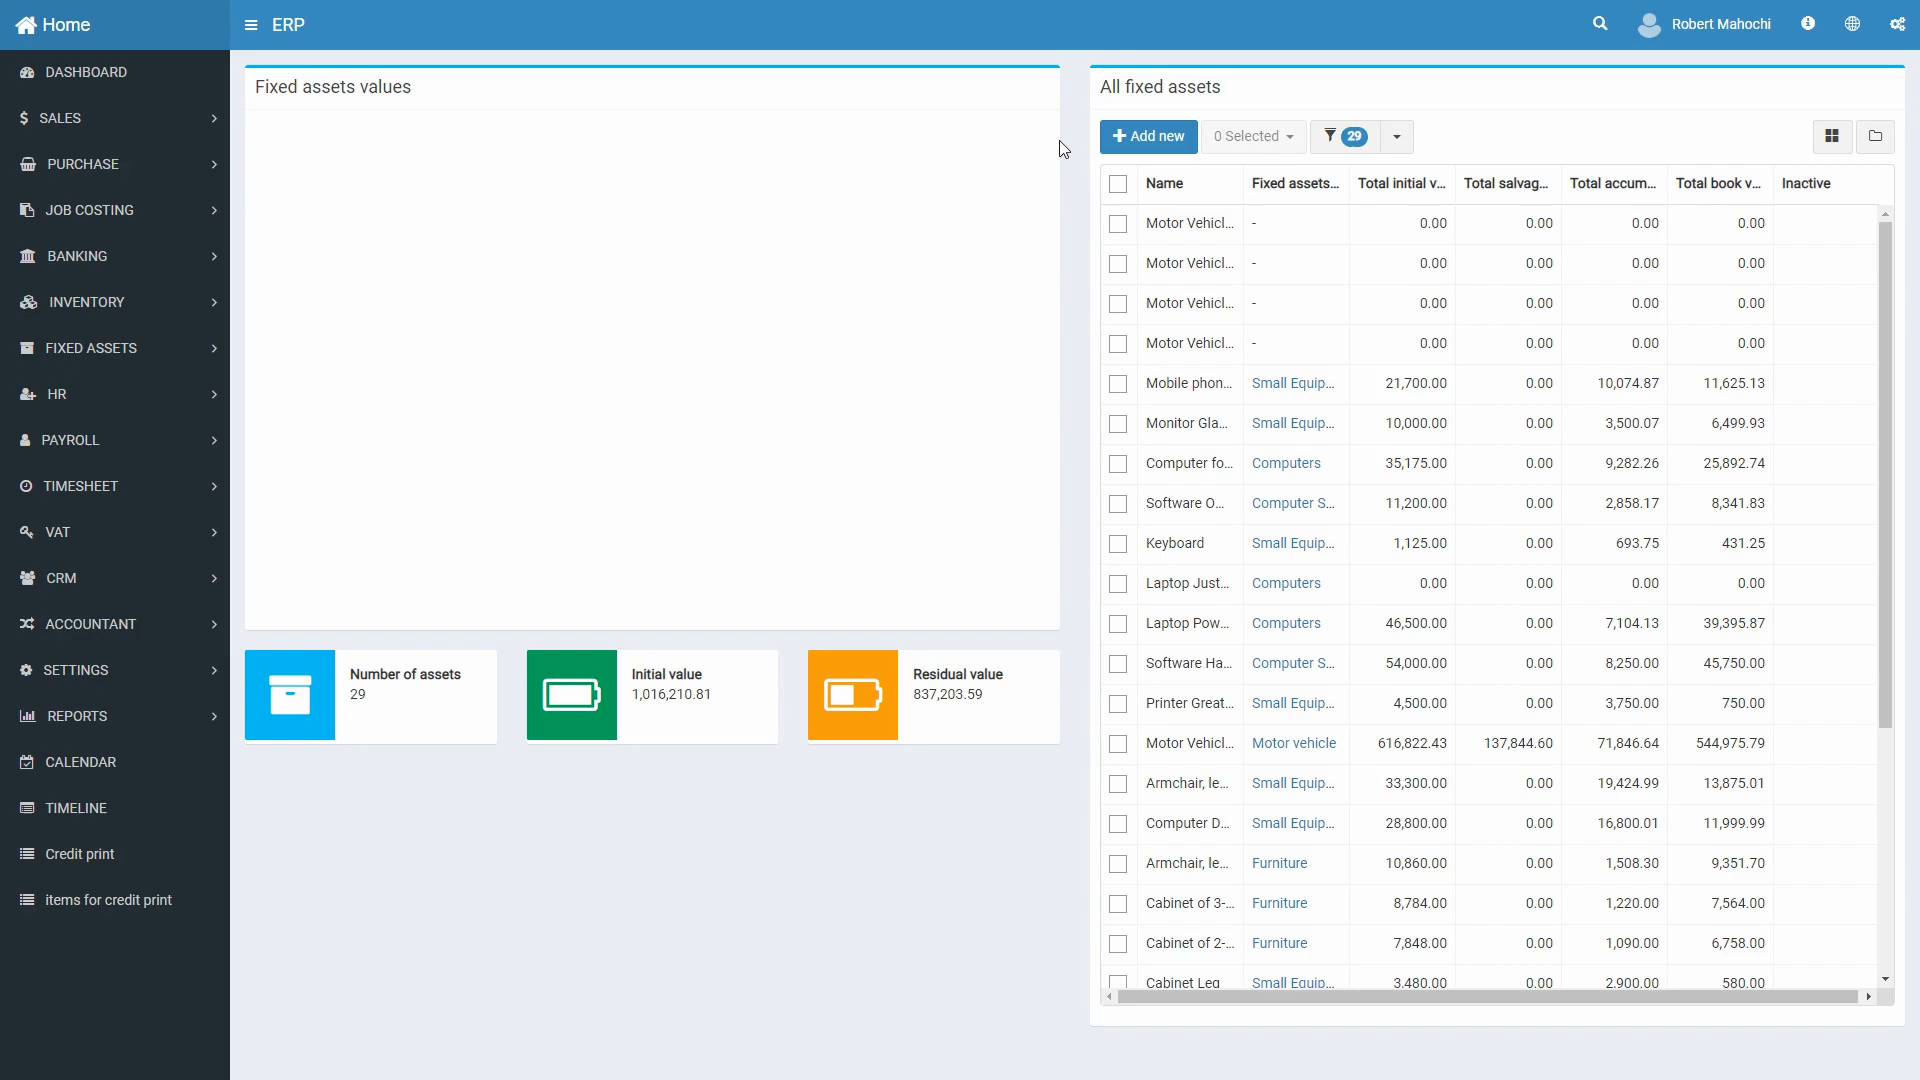 Home
ERP
Robert Mahochi
DASHBOARD
SALES
PURCHASE
JOB COSTING
BANKING
INVENTORY
FIXED ASSETS
HR
PAYROLL
TIMESHEET
VAT
CRM
ACCOUNTANT
SETTINGS
REPORTS
CALENDAR
TIMELINE
Credit print
items for credit print
Fixed assets values
Number of assets
29
Initial value
1,016,210.81
Residual value
837,203.59
All fixed assets
Add new 0 Selected 29
Name Fixed assets... Total initial v... Total salvag... Total accum... Total book v... Inactive
Motor Vehicl... - 0.00 0.00 0.00 0.00
Motor Vehicl... - 0.00 0.00 0.00 0.00
Motor Vehicl... - 0.00 0.00 0.00 0.00
Motor Vehicl... - 0.00 0.00 0.00 0.00
Mobile phon... Small Equip... 21,700.00 0.00 10,074.87 11,625.13
Monitor Gla... Small Equip... 10,000.00 0.00 3,500.07 6,499.93
Computer fo... Computers 35,175.00 0.00 9,282.26 25,892.74
Software O... Computer S... 11,200.00 0.00 2,858.17 8,341.83
Keyboard Small Equip... 1,125.00 0.00 693.75 431.25
Laptop Just... Computers 0.00 0.00 0.00 0.00
Laptop Pow... Computers 46,500.00 0.00 7,104.13 39,395.87
Software Ha... Computer S... 54,000.00 0.00 8,250.00 45,750.00
Printer Great... Small Equip... 4,500.00 0.00 3,750.00 750.00
Motor Vehicl... Motor vehicle 616,822.43 137,844.60 71,846.64 544,975.79
Armchair, le... Small Equip... 33,300.00 0.00 19,424.99 13,875.01
Computer D... Small Equip... 28,800.00 0.00 16,800.01 11,999.99
Armchair, le... Furniture 10,860.00 0.00 1,508.30 9,351.70
Cabinet of 3-... Furniture 8,784.00 0.00 1,220.00 7,564.00
Cabinet of 2-... Furniture 7,848.00 0.00 1,090.00 6,758.00
Cabinet Leg Small Equip... 3,480.00 0.00 2,900.00 580.00